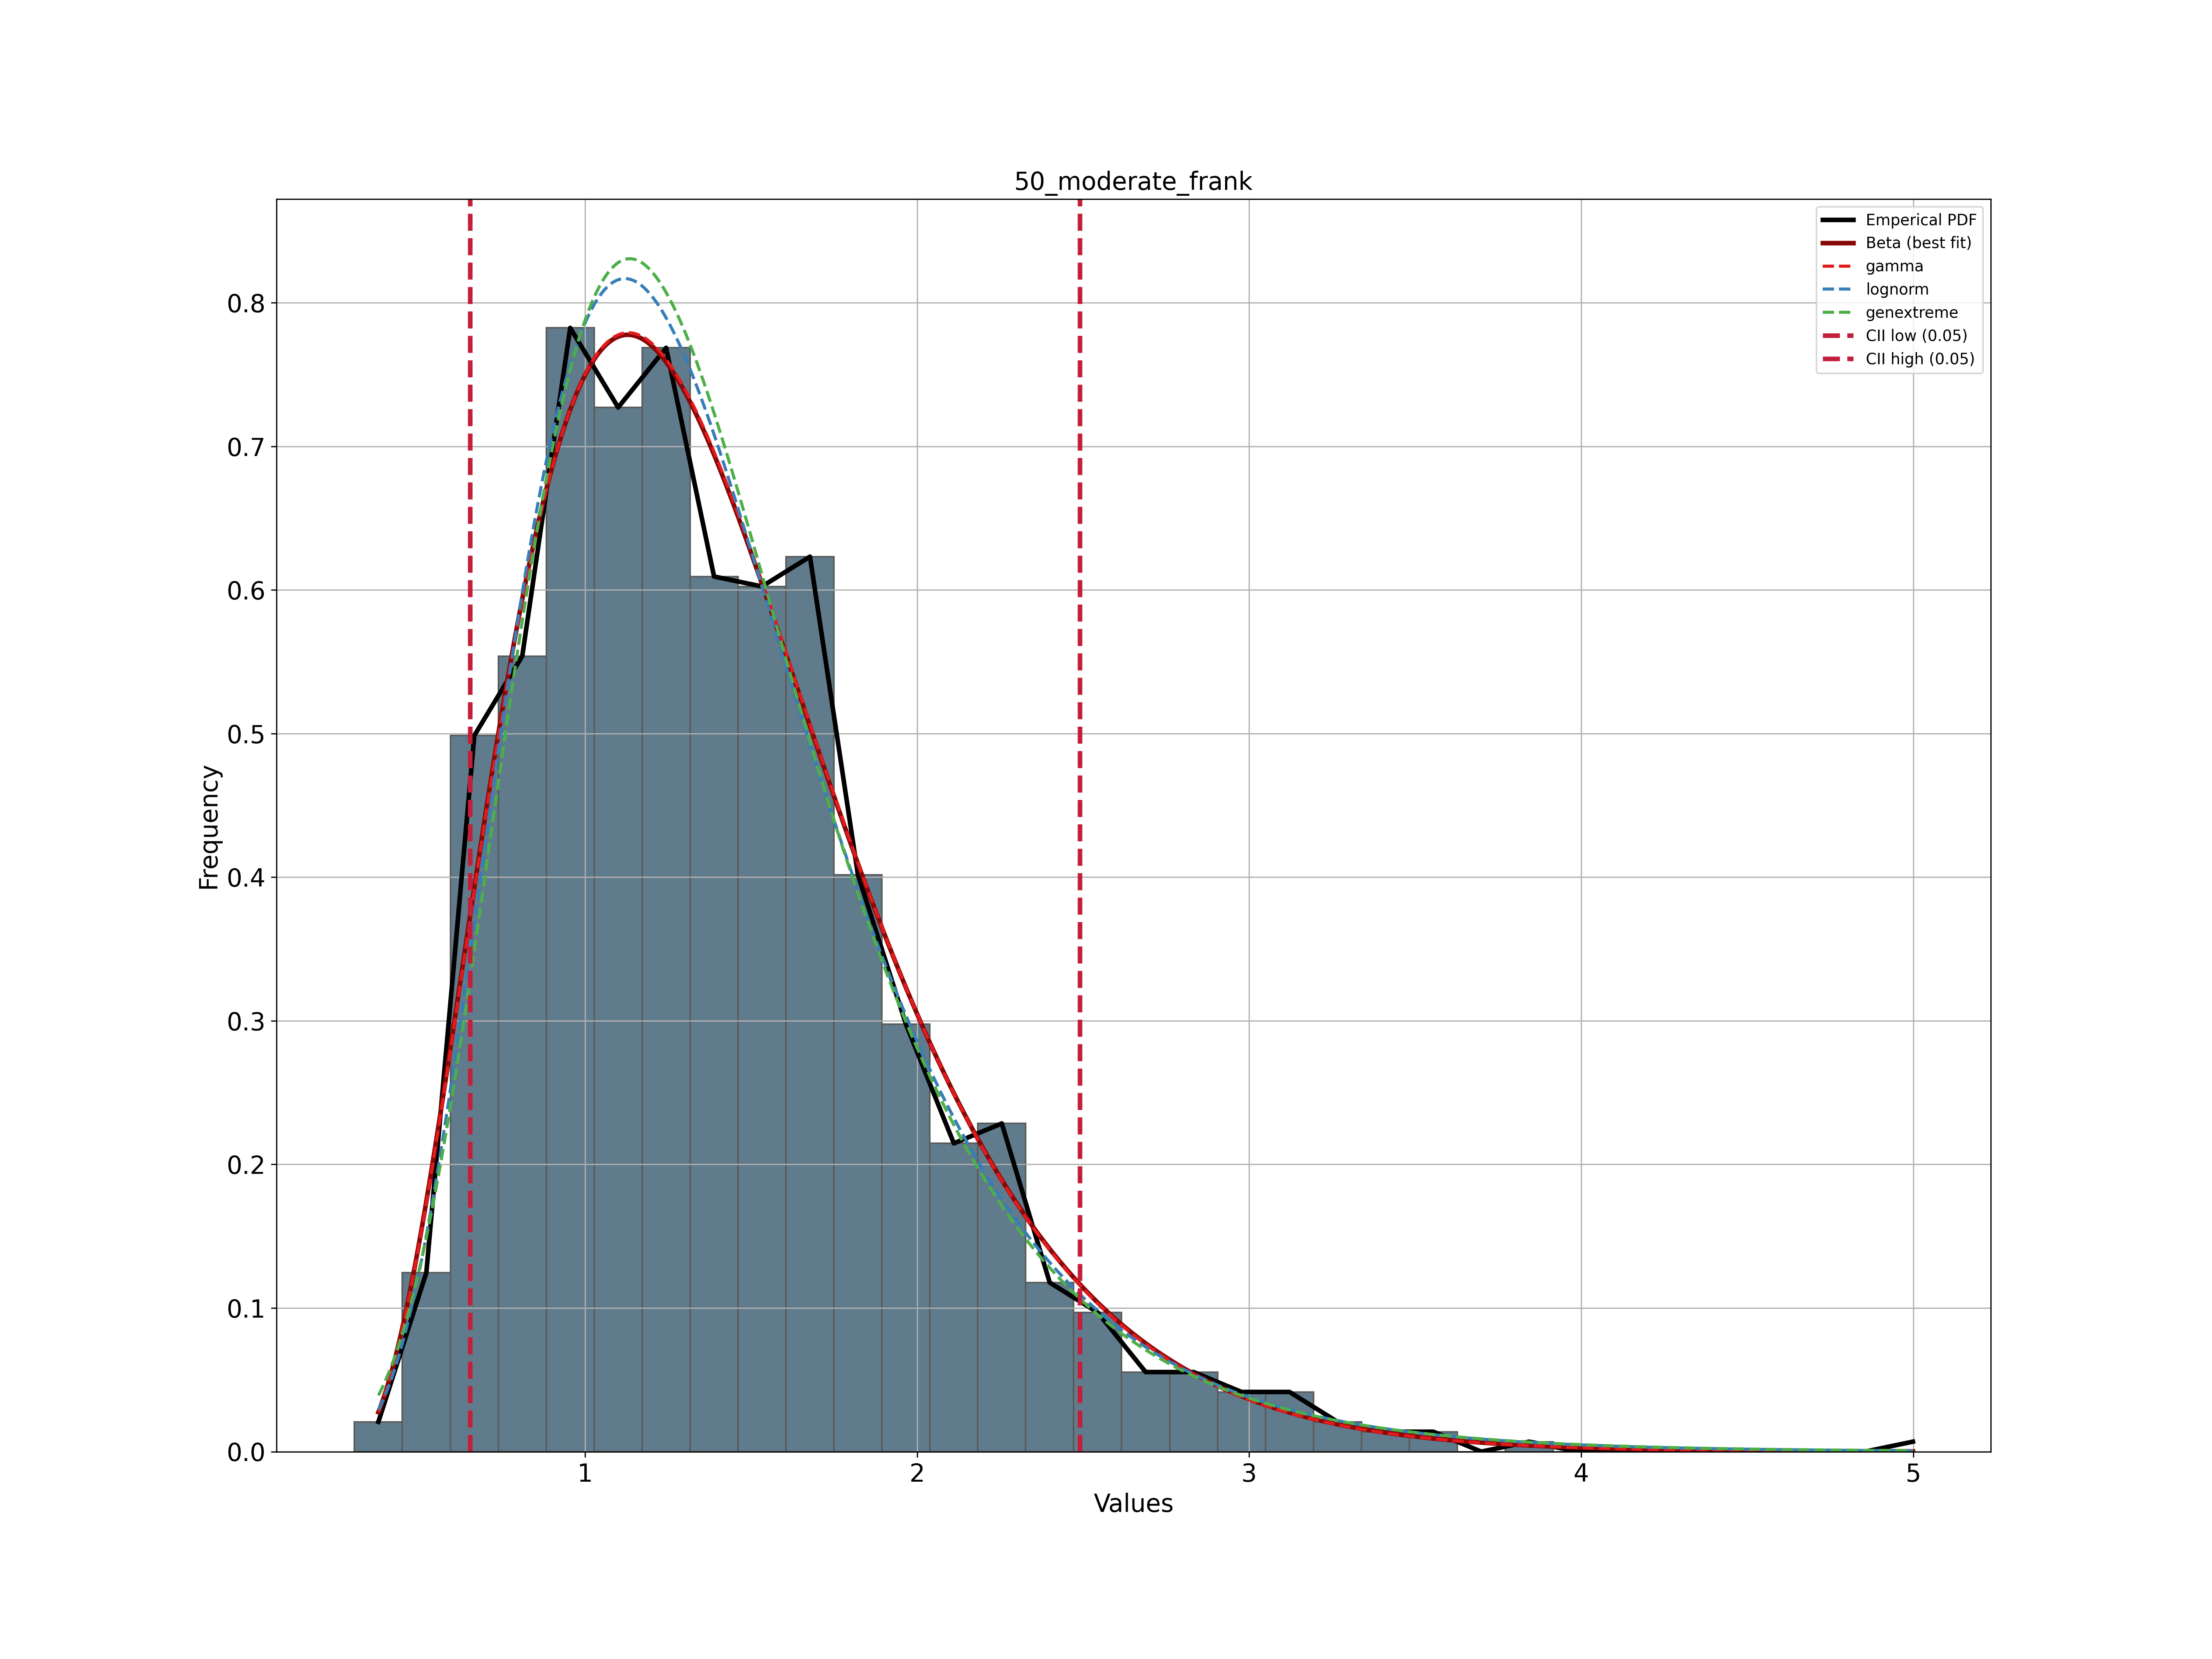 50_moderate_frank
Emperical PDF
Beta (best fit)
gamma
lognorm
genextreme
CII low (0.05)
CII high (0.05)
0.8
0.7
0.6
0.5
0.4
0.3
0.2
0.1
0.0
Frequency
1 2 3 4 5
Values